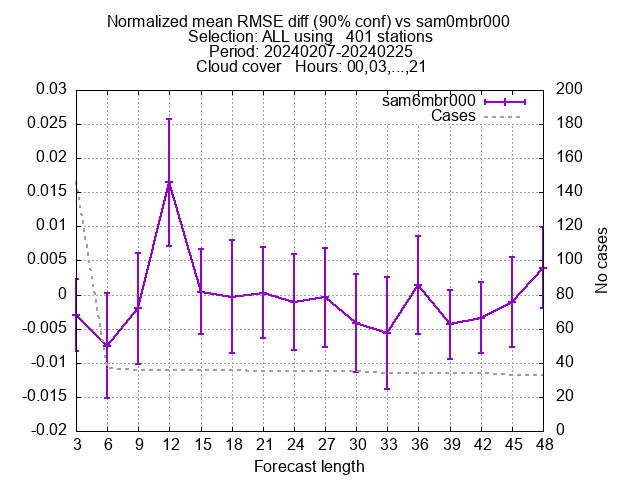 Normalized mean RMSE diff (90% conf) vs sam0mbr000
Selection: ALL using   401 stations
Period: 20240207-20240225
Cloud cover   Hours: 00,03,...,21
sam6mbr000
Cases
0.03
0.025
0.02
0.015
0.01
0.005
0
-0.005
-0.01
-0.015
-0.02
200
180
160
140
120
100
80
60
40
20
0
No cases
3 6 9 12 15 18 21 24 27 30 33 36 39 42 45 48
Forecast length